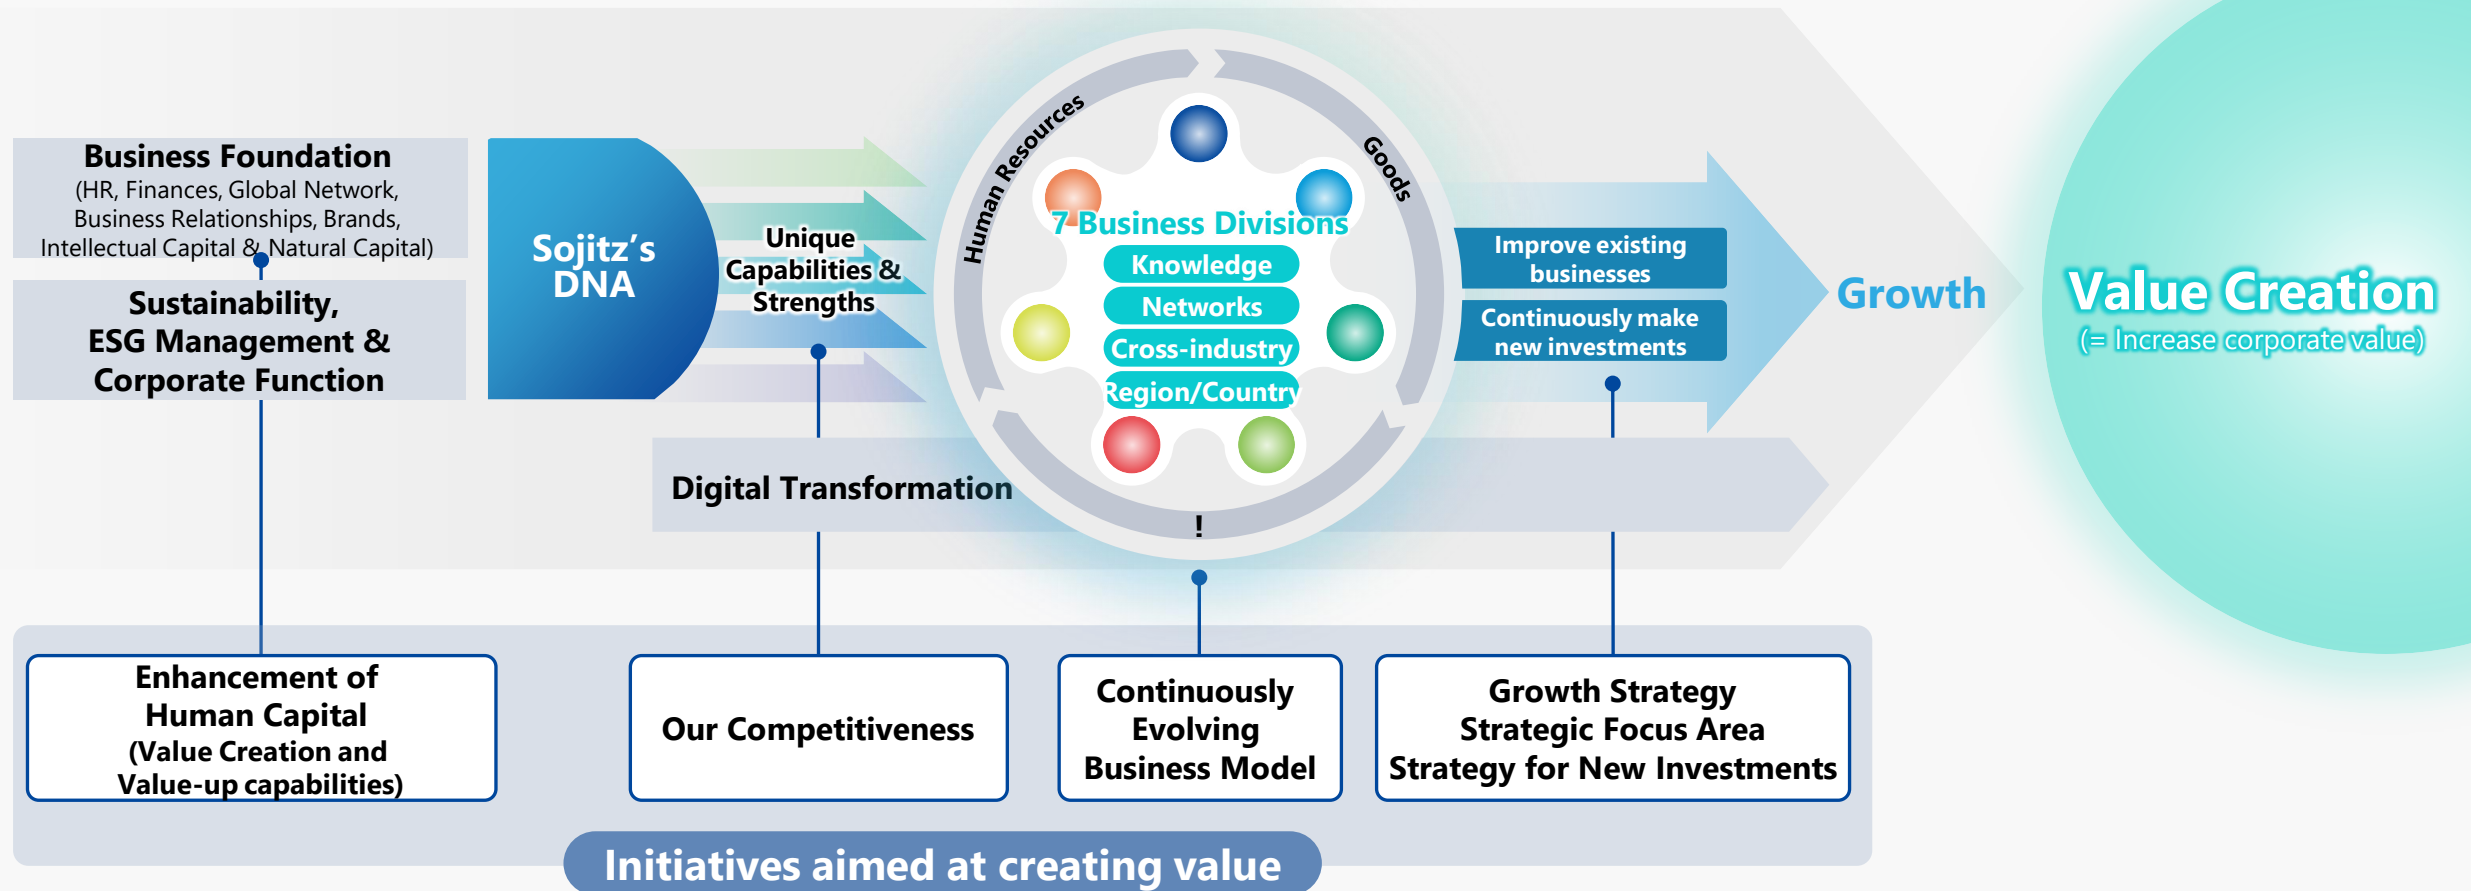 Business Foundation
(HR, Finances, Global Network,
Business Relationships, Brands,
Intellectual Capital & Natural Capital)
Sustainability,
ESG Management &
Corporate Function
Sojitz’s
DNA
Unique
Capabilities &
Strengths
Digital Transformation
Human Resources
Goods
!
7 Business Divisions
Knowledge
Networks
Cross-industry
Region/Country
Improve existing
businesses
Continuously make
new investments
Growth
Value Creation
(= Increase corporate value)
Enhancement of
Human Capital
(Value Creation and
Value-up capabilities)
Our Competitiveness
Continuously
Evolving
Business Model
Growth Strategy
Strategic Focus Area
Strategy for New Investments
Initiatives aimed at creating value